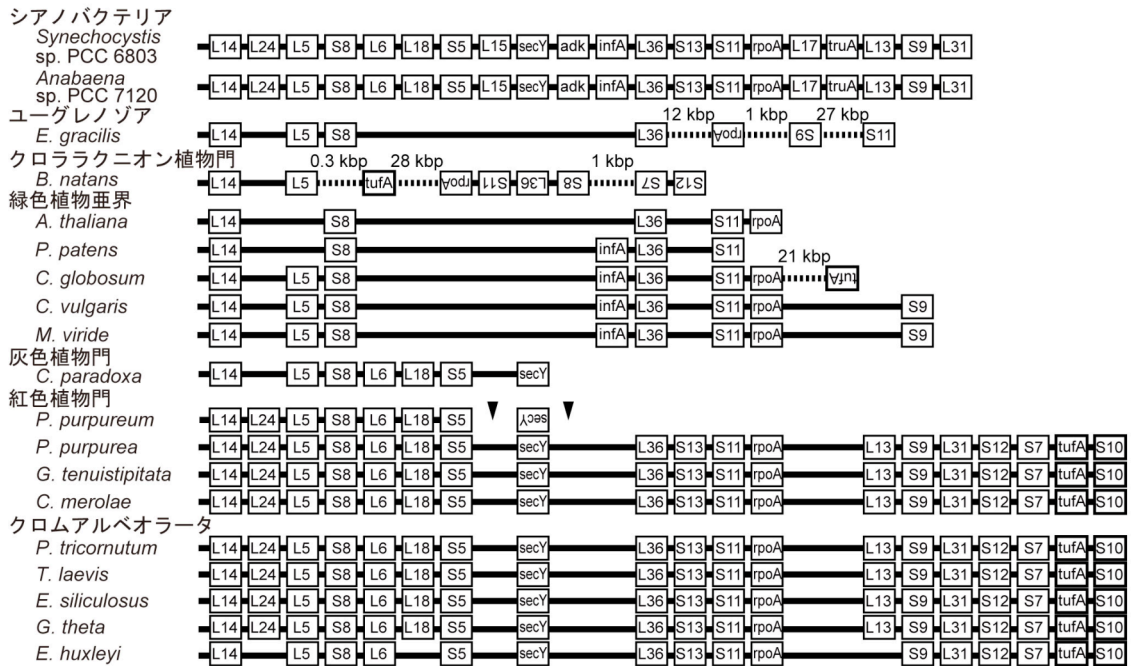 シアノバクテリア
Synechocystis
sp. PCC 6803
L14 L24 L5 S8 L6 L18 S5 L15 secY adk infA L36 S13 S11 rpoA L17 truA L13 S9 L31
Anabaena
sp. PCC 7120
L14 L24 L5 S8 L6 L18 S5 L15 secY adk infA L36 S13 S11 rpoA L17 truA L13 S9 L31
ユーグレノゾア
12 kbp 1 kbp 27 kbp
E. gracilis L14 L5 S8 L36 rpoA S9 S11
クロララクニオン植物門
0.3 kbp 28 kbp 1 kbp
B. natans L14 L5 tufA rpoA S11 L36 S8 S7 S12
緑色植物亜界
A. thaliana L14 S8 L36 S11 rpoA
P. patens L14 S8 infA L36 S11
21 kbp
C. globosum L14 L5 S8 infA L36 S11 rpoA tufA
C. vulgaris L14 L5 S8 infA L36 S11 rpoA S9
M. viride L14 L5 S8 infA L36 S11 rpoA S9
灰色植物門
C. paradoxa L14 L5 S8 L6 L18 S5 secY
紅色植物門
P. purpureum L14 L24 L5 S8 L6 L18 S5 secY
P. purpurea L14 L24 L5 S8 L6 L18 S5 secY L36 S13 S11 rpoA L13 S9 L31 S12 S7 tufA S10
G. tenuistipitata L14 L24 L5 S8 L6 L18 S5 secY L36 S13 S11 rpoA L13 S9 L31 S12 S7 tufA S10
C. merolae L14 L24 L5 S8 L6 L18 S5 secY L36 S13 S11 rpoA L13 S9 L31 S12 S7 tufA S10
クロムアルベオラータ
P. tricornutum L14 L24 L5 S8 L6 L18 S5 secY L36 S13 S11 rpoA L13 S9 L31 S12 S7 tufA S10
T. laevis L14 L24 L5 S8 L6 L18 S5 secY L36 S13 S11 rpoA L13 S9 L31 S12 S7 tufA S10
E. siliculosus L14 L24 L5 S8 L6 L18 S5 secY L36 S13 S11 rpoA L13 S9 L31 S12 S7 tufA S10
G. theta L14 L24 L5 S8 L6 L18 S5 secY L36 S13 S11 rpoA L13 S9 L31 S12 S7 tufA S10
E. huxleyi L14 L5 S8 L6 S5 secY L36 S13 S11 rpoA S9 L31 S12 S7 tufA S10